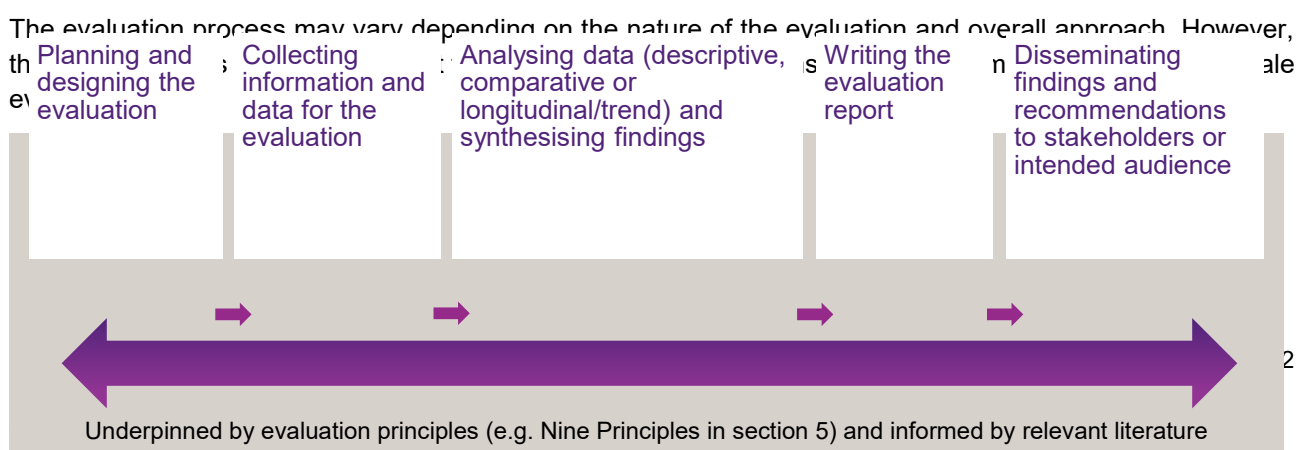 The evaluation process may vary depending on the nature of the evaluation and overall approach. However,
th s t s m ale
ev
Planning and
designing the
evaluation
Collecting
information and
data for the
evaluation
Analysing data (descriptive,
comparative or
longitudinal/trend) and
synthesising findings
Writing the
evaluation
report
Disseminating
findings and
recommendations
to stakeholders or
intended audience
2
Underpinned by evaluation principles (e.g. Nine Principles in section 5) and informed by relevant literature